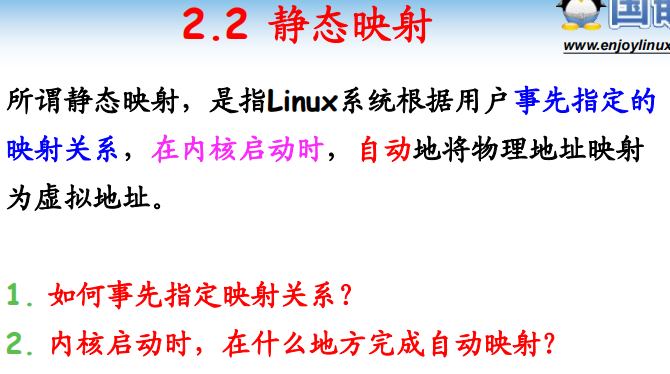 2.2 静态映射
国嵌
www.enjoylinux
所谓静态映射，是指Linux系统根据用户事先指定的
映射关系，在内核启动时，自动地将物理地址映射
为虚拟地址。
1. 如何事先指定映射关系？
2. 内核启动时，在什么地方完成自动映射？